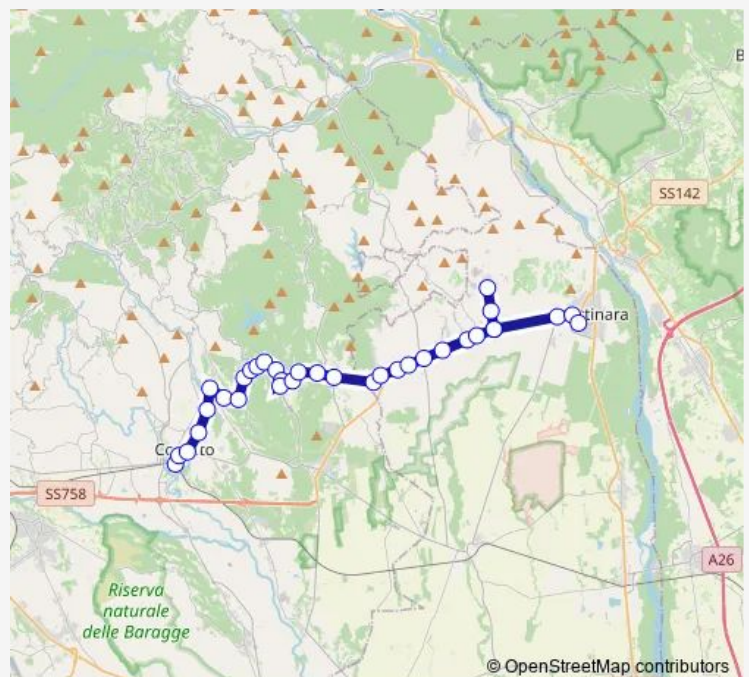 B
SS142
tinara
Co to
SS758
A26
Riserva
naturale
delle Baragge
© OpenStreetMap contributors